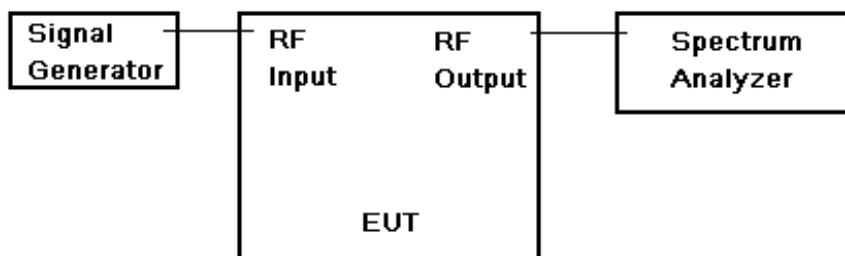 Signal
Generator
RF
Input
RF
Output
Spectrum
Analyzer
EUT